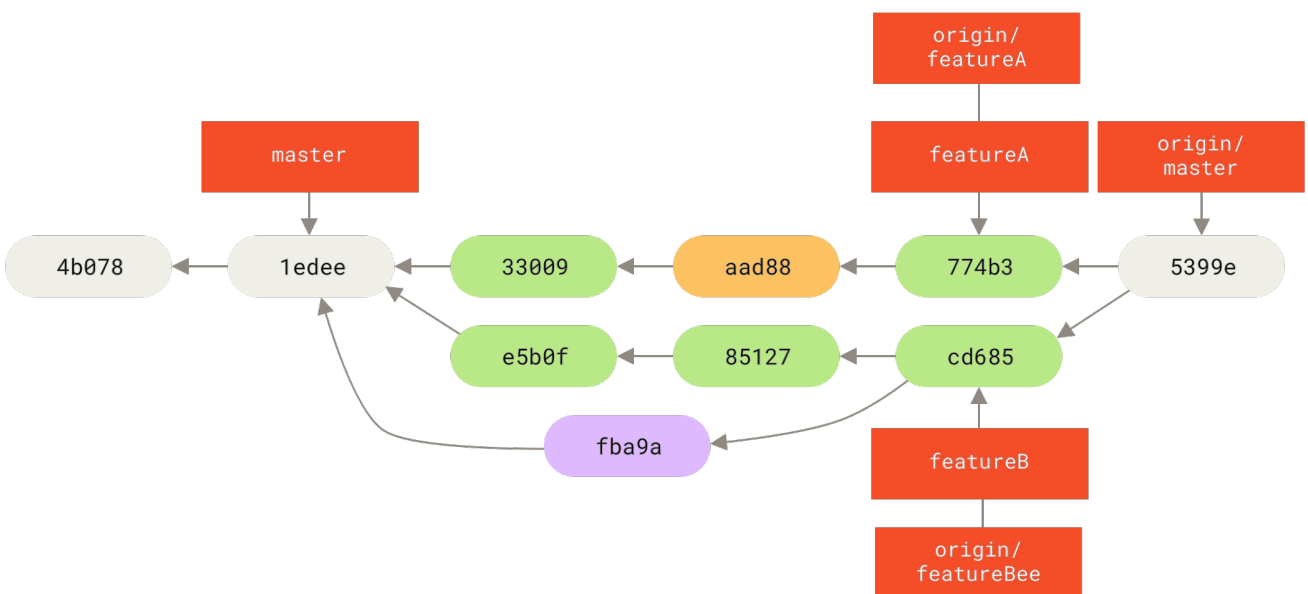 origin/
featureA
master
featureA
origin/
master
4b078
1edee
33009
aad88
774b3
5399e
e5b0f
85127
cd685
fba9a
featureB
origin/
featureBee